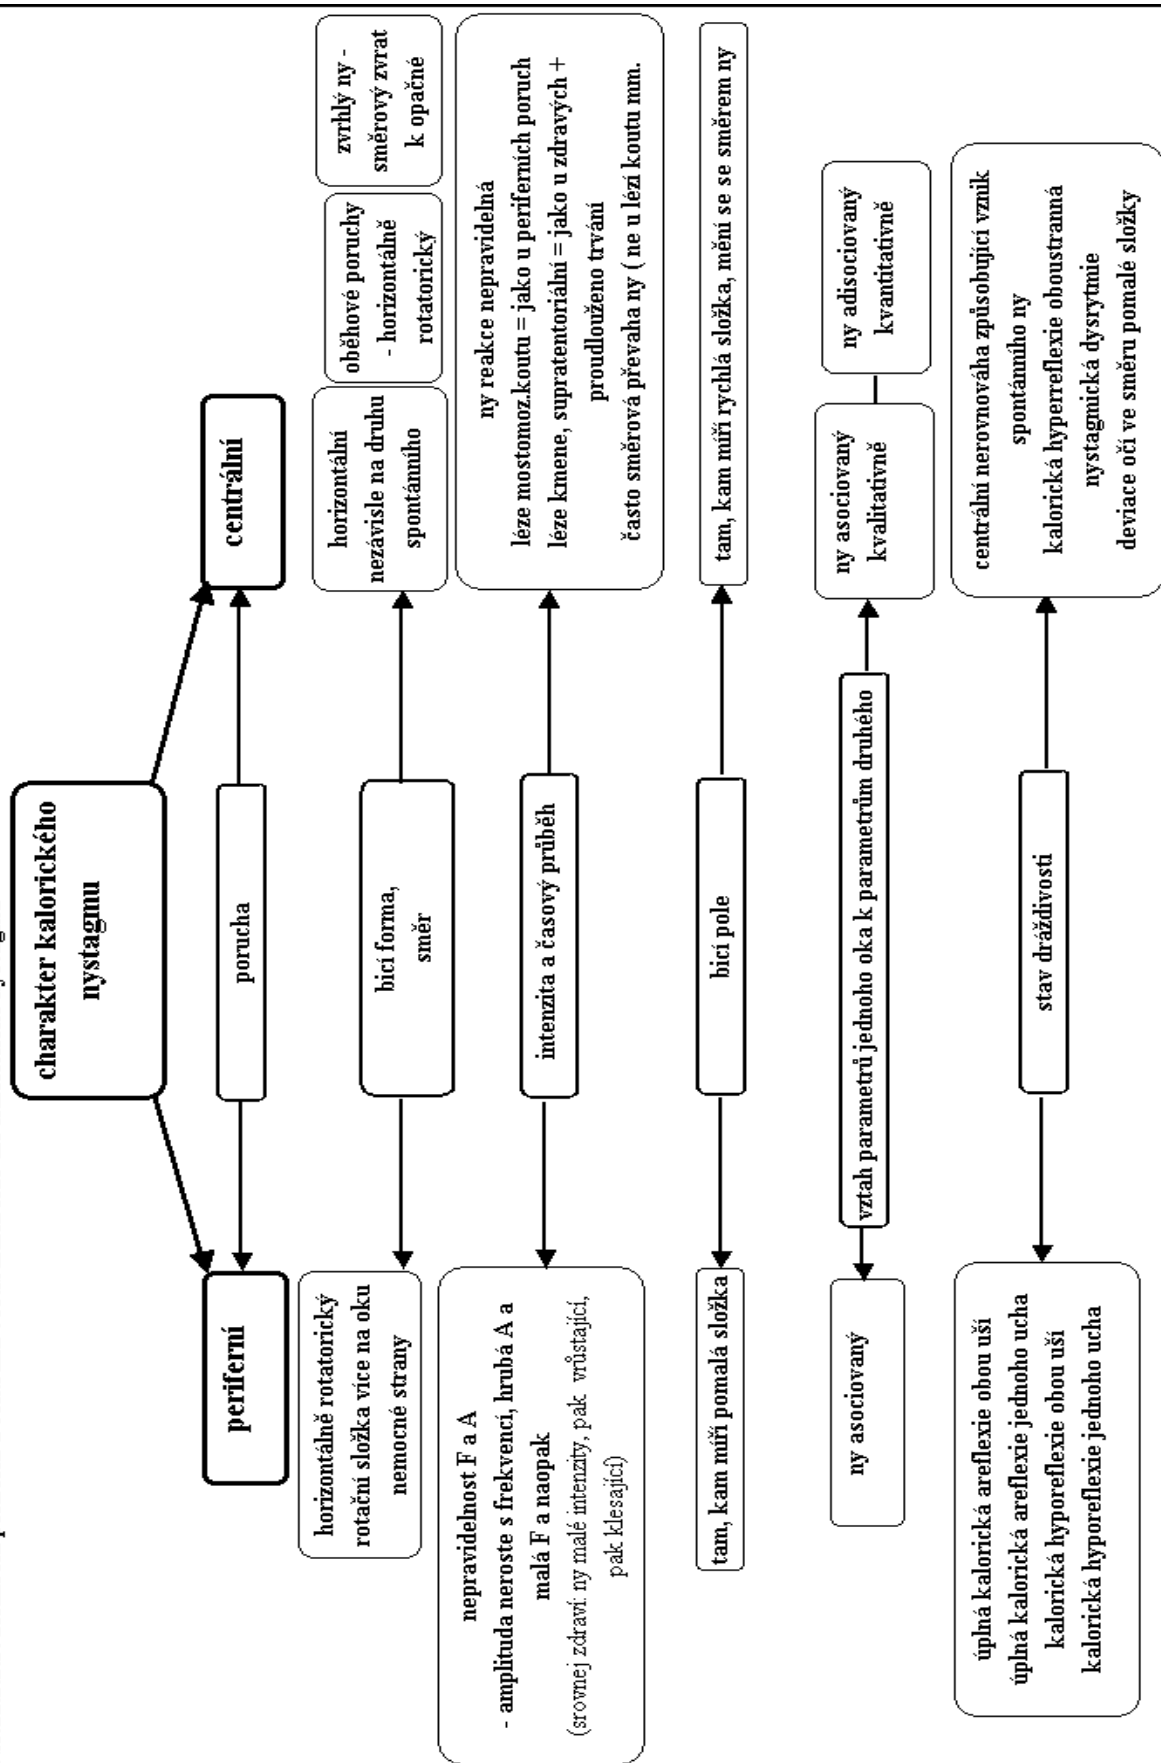 charakter kalorického
nystagmu
periferní
porucha
centrální
horizontálně rotatorický
rotační složka více na oku
nemocné strany
bicí forma,
směr
horizontální
nezávisle na druhu
spontánního
oběhové poruchy
- horizontálně
rotatorický
zvrhlý ny -
směrový zvrat
k opačné
nepravidelnost F a A
- amplituda neroste s frekvencí, hrubá A a
malá F a naopak
(srovnej zdraví: ny malé intenzity, pak vrůstající,
pak klesající)
intenzita a časový průběh
ny reakce nepravidelná
léze mostomoz.koutu = jako u periferních poruch
léze kmene, supratentoriální = jako u zdravých +
proudlouženo trvání
často směrová převaha ny ( ne u lézí koutu mm.
tam, kam míří pomalá složka
bicí pole
tam, kam míří rychlá složka, mění se se směrem ny
ny asociovaný
vztah parametrů jednoho oka k parametrům druhého
ny asociovaný
kvalitativně
ny adisociovaný
kvantitativně
úplná kalorická areflexie obou uší
úplná kalorická areflexie jednoho ucha
kalorická hyporeflexie obou uší
kalorická hyporeflexie jednoho ucha
stav dráždivosti
centrální nerovnováha způsobující vznik
spontánního ny
kalorická hyperreflexie oboustranná
nystagmická dysrytmie
deviace očí ve směru pomalé složky